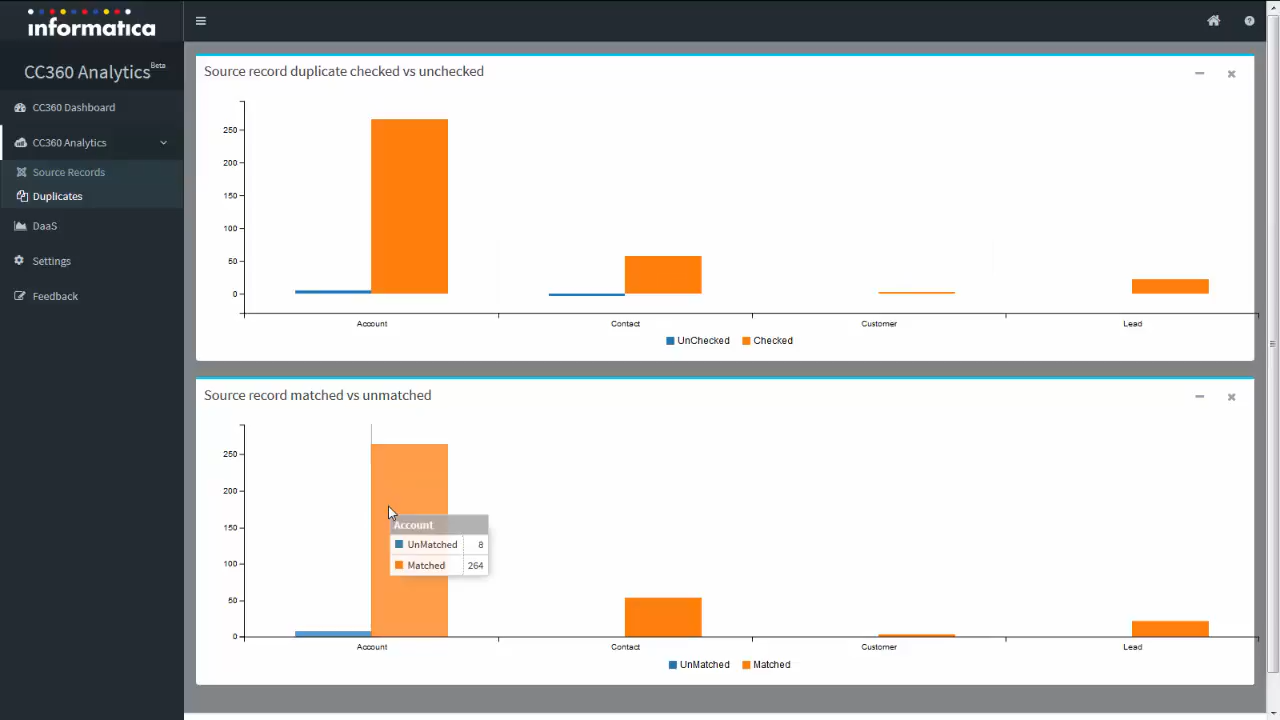 informatica
CC360 Analytics Beta
CC360 Dashboard
CC360 Analytics
Source Records
Duplicates
DaaS
Settings
Feedback
Source record duplicate checked vs unchecked
250
200
150
100
50
0
Account Contact Customer Lead
UnChecked Checked
Source record matched vs unmatched
250
200
150
100
50
0
Account
UnMatched 8
Matched 264
Account Contact Customer Lead
UnMatched Matched